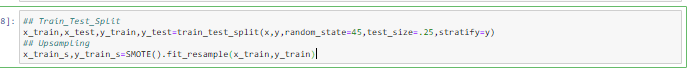 8]:
## Train_Test_Split
x_train,x_test,y_train,y_test=train_test_split(x,y,random_state=45,test_size=.25,stratify=y)
## Upsampling
x_train_s,y_train_s=SMOTE().fit_resample(x_train,y_train)